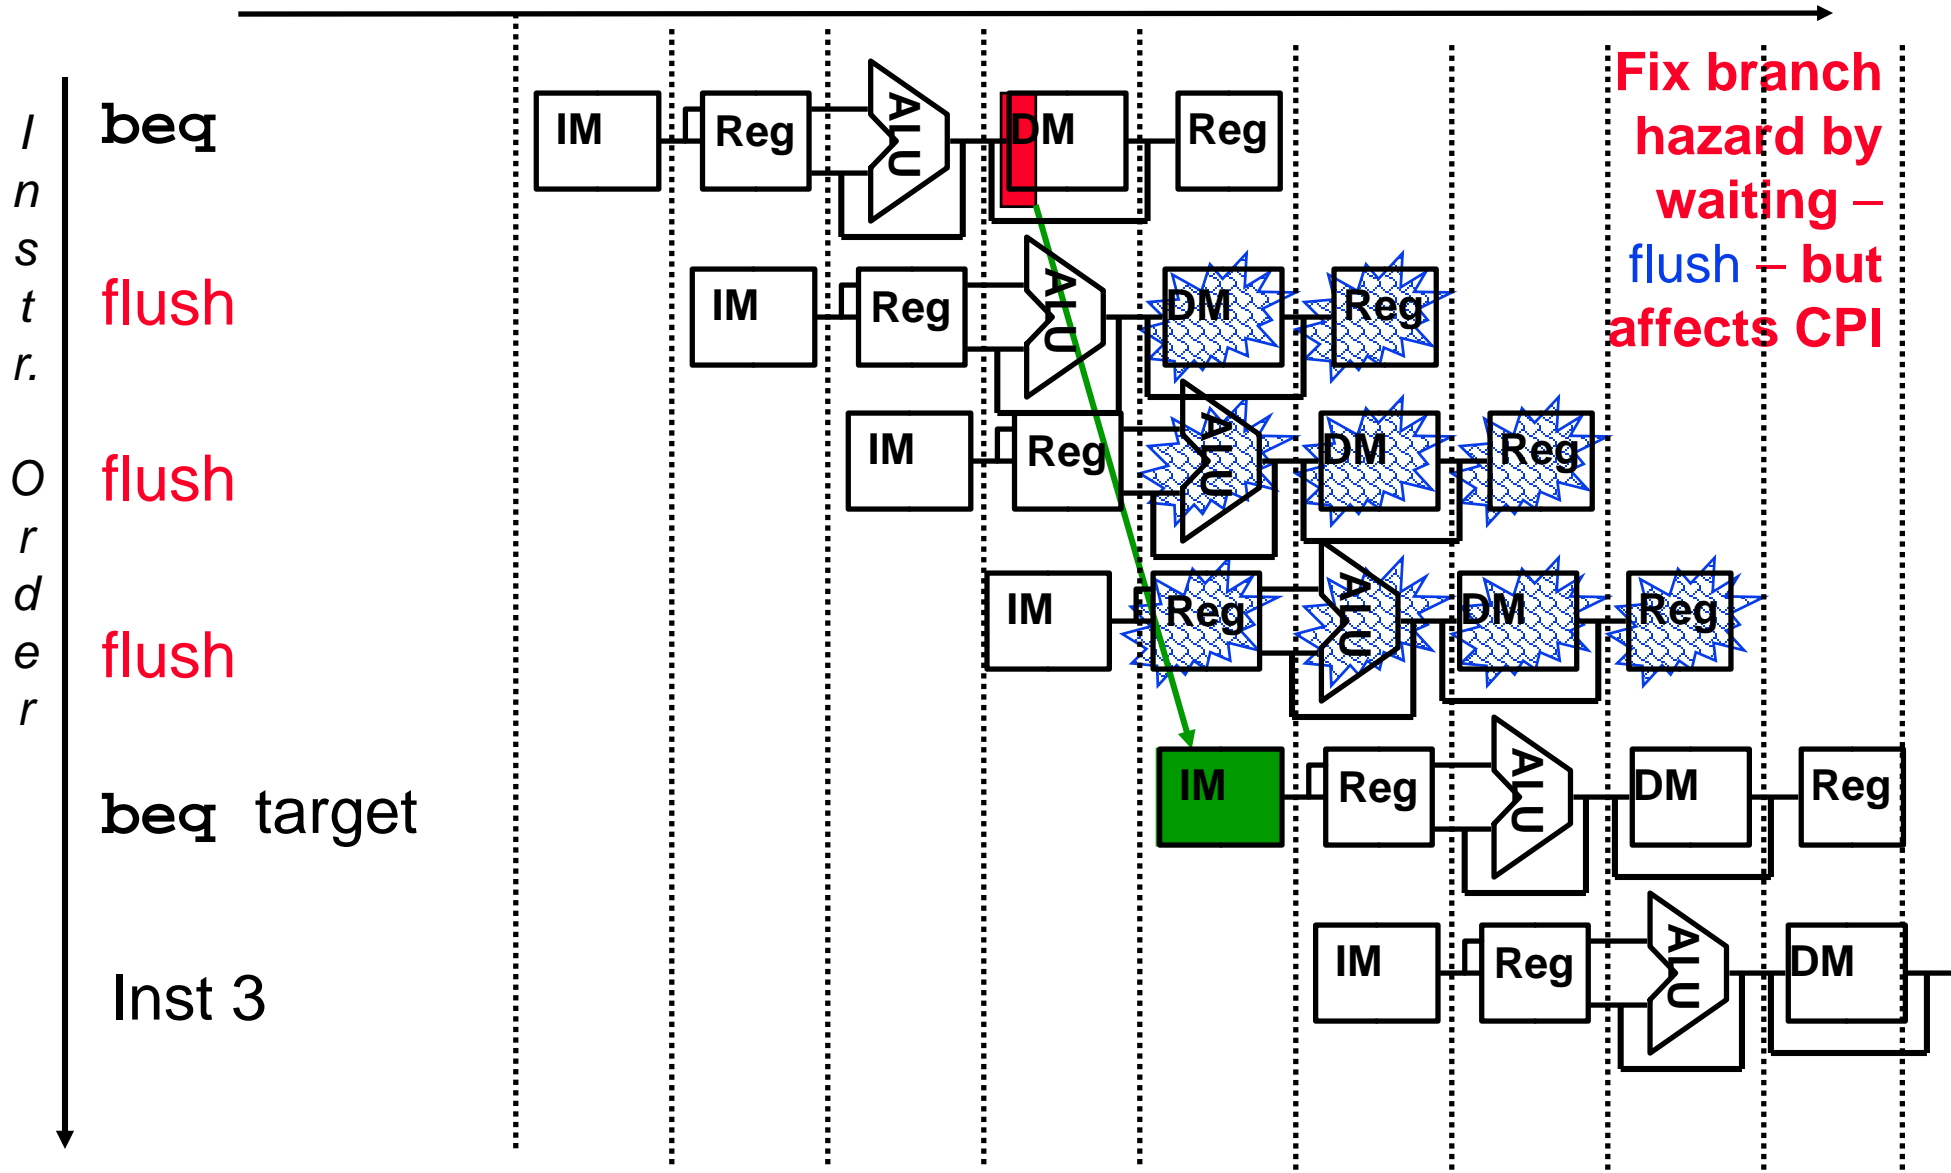 Instr. Order
Fix branch
hazard by
waiting –
flush – but
affects CPI
beq IM Reg ALU DM Reg
flush IM Reg ALU DM Reg
flush IM Reg ALU DM Reg
flush IM Reg ALU DM Reg
beq target IM Reg ALU DM Reg
Inst 3 IM Reg ALU DM